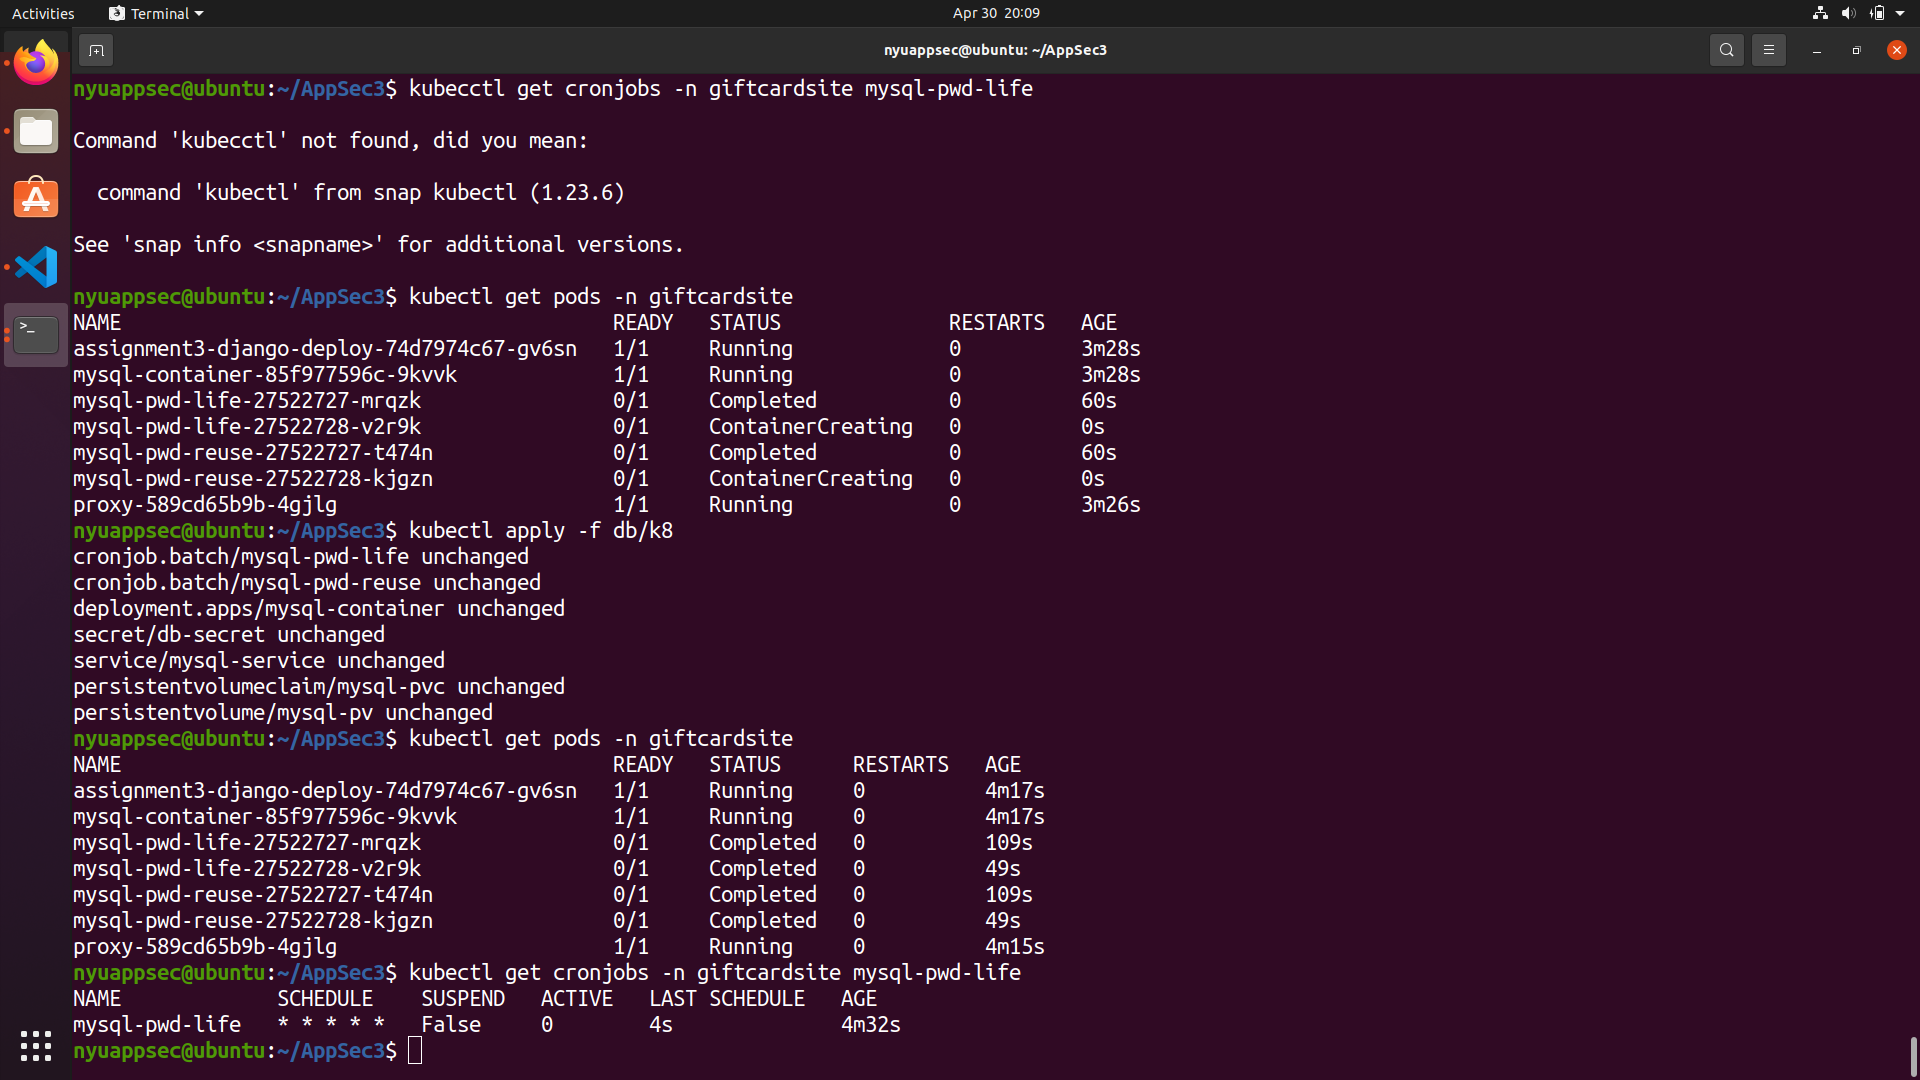 Activities Terminal Apr 30 20:09
nyuappsec@ubuntu: ~/AppSec3
nyuappsec@ubuntu:~/AppSec3$ kubecctl get cronjobs -n giftcardsite mysql-pwd-life
Command 'kubecctl' not found, did you mean:
command 'kubectl' from snap kubectl (1.23.6)
See 'snap info <snapname>' for additional versions.
nyuappsec@ubuntu:~/AppSec3$ kubectl get pods -n giftcardsite
NAME READY STATUS RESTARTS AGE
assignment3-django-deploy-74d7974c67-gv6sn 1/1 Running 0 3m28s
mysql-container-85f977596c-9kvvk 1/1 Running 0 3m28s
mysql-pwd-life-27522727-mrqzk 0/1 Completed 0 60s
mysql-pwd-life-27522728-v2r9k 0/1 ContainerCreating 0 0s
mysql-pwd-reuse-27522727-t474n 0/1 Completed 0 60s
mysql-pwd-reuse-27522728-kjgzn 0/1 ContainerCreating 0 0s
proxy-589cd65b9b-4gjlg 1/1 Running 0 3m26s
nyuappsec@ubuntu:~/AppSec3$ kubectl apply -f db/k8
cronjob.batch/mysql-pwd-life unchanged
cronjob.batch/mysql-pwd-reuse unchanged
deployment.apps/mysql-container unchanged
secret/db-secret unchanged
service/mysql-service unchanged
persistentvolumeclaim/mysql-pvc unchanged
persistentvolume/mysql-pv unchanged
nyuappsec@ubuntu:~/AppSec3$ kubectl get pods -n giftcardsite
NAME READY STATUS RESTARTS AGE
assignment3-django-deploy-74d7974c67-gv6sn 1/1 Running 0 4m17s
mysql-container-85f977596c-9kvvk 1/1 Running 0 4m17s
mysql-pwd-life-27522727-mrqzk 0/1 Completed 0 109s
mysql-pwd-life-27522728-v2r9k 0/1 Completed 0 49s
mysql-pwd-reuse-27522727-t474n 0/1 Completed 0 109s
mysql-pwd-reuse-27522728-kjgzn 0/1 Completed 0 49s
proxy-589cd65b9b-4gjlg 1/1 Running 0 4m15s
nyuappsec@ubuntu:~/AppSec3$ kubectl get cronjobs -n giftcardsite mysql-pwd-life
NAME SCHEDULE SUSPEND ACTIVE LAST SCHEDULE AGE
mysql-pwd-life * * * * * False 0 4s 4m32s
nyuappsec@ubuntu:~/AppSec3$